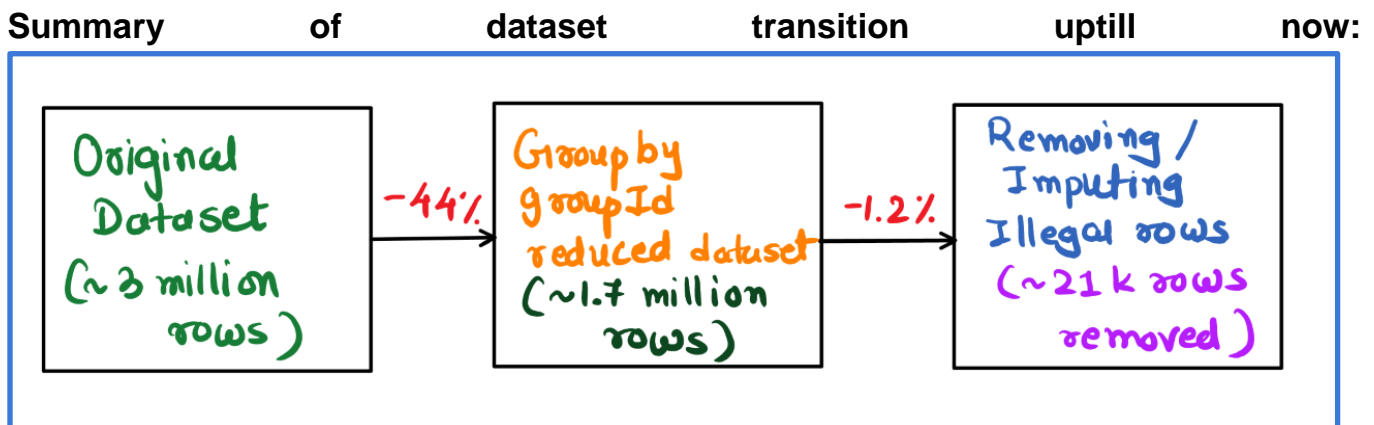 Summary of dataset transition uptill now:
Original
Dataset
(~3 million
rows)
-44%
Group by
groupId
reduced dataset
(~1.7 million
rows)
-1.2%
Removing /
Imputing
Illegal rows
(~21k rows
removed)